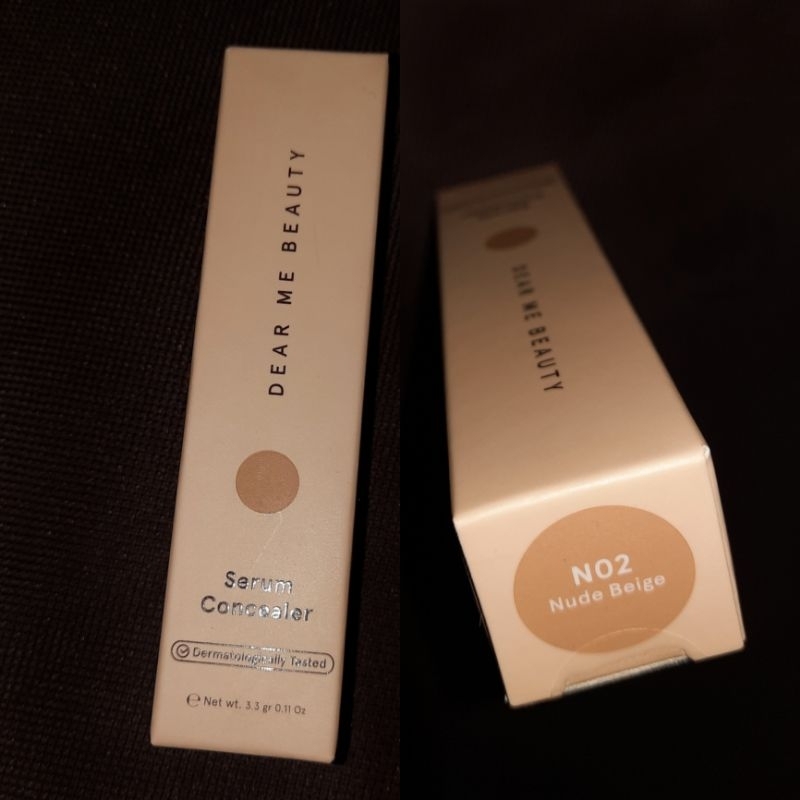 DEAR ME BEAUTY
Serum
Concealer
Dermatologically Tested
℮ Net wt. 3.3 gr 0.11 Oz
DEAR ME BEAUTY
N02
Nude Beige